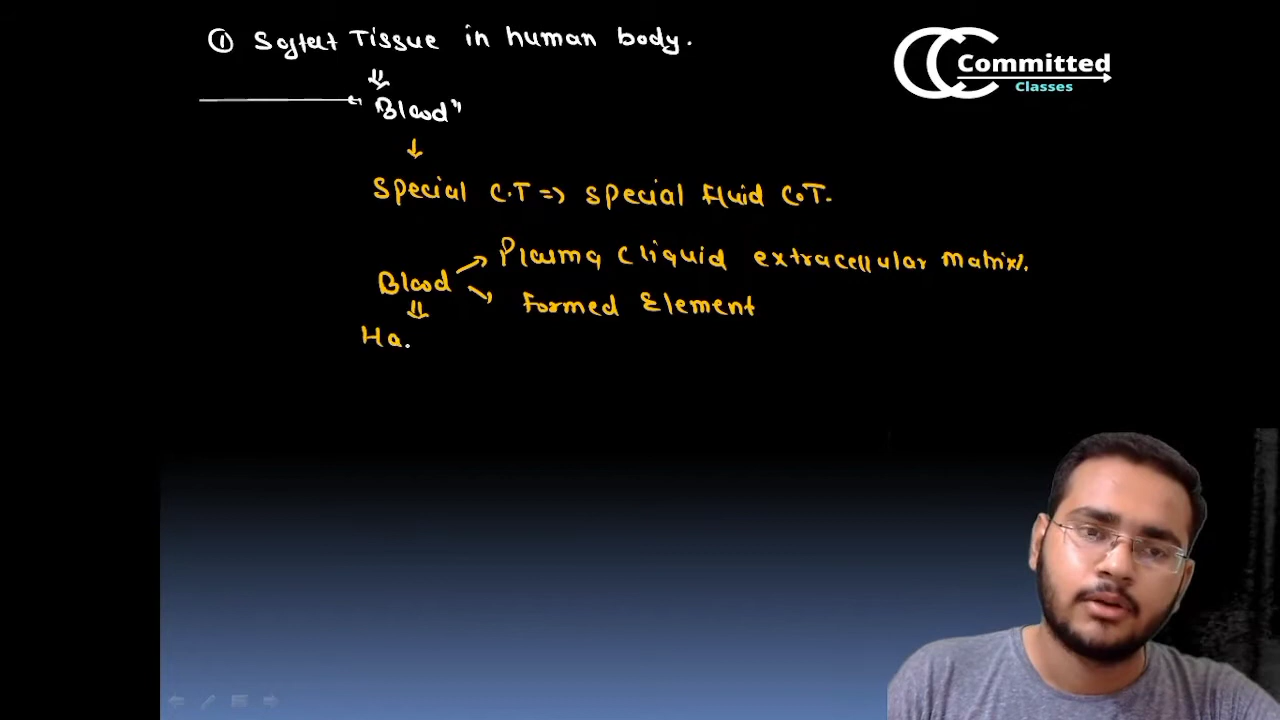 ① Softest Tissue in human body.
Committed
Classes
Blood"
Special C.T => Special Fluid C.T.
Plasma (liquid extracellular matrix).
Blood
Formed Element
Ha.